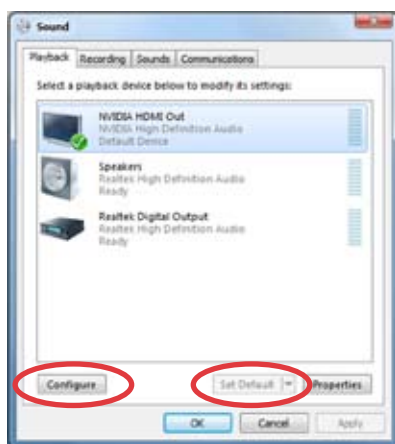 Sound
Playback Recording Sounds Communications
Select a playback device below to modify its settings:
NVIDIA HDMI Out
NVIDIA High Definition Audio
Default Device
Speakers
Realtek High Definition Audio
Ready
Realtek Digital Output
Realtek High Definition Audio
Ready
Configure Set Default Properties
OK Cancel Apply